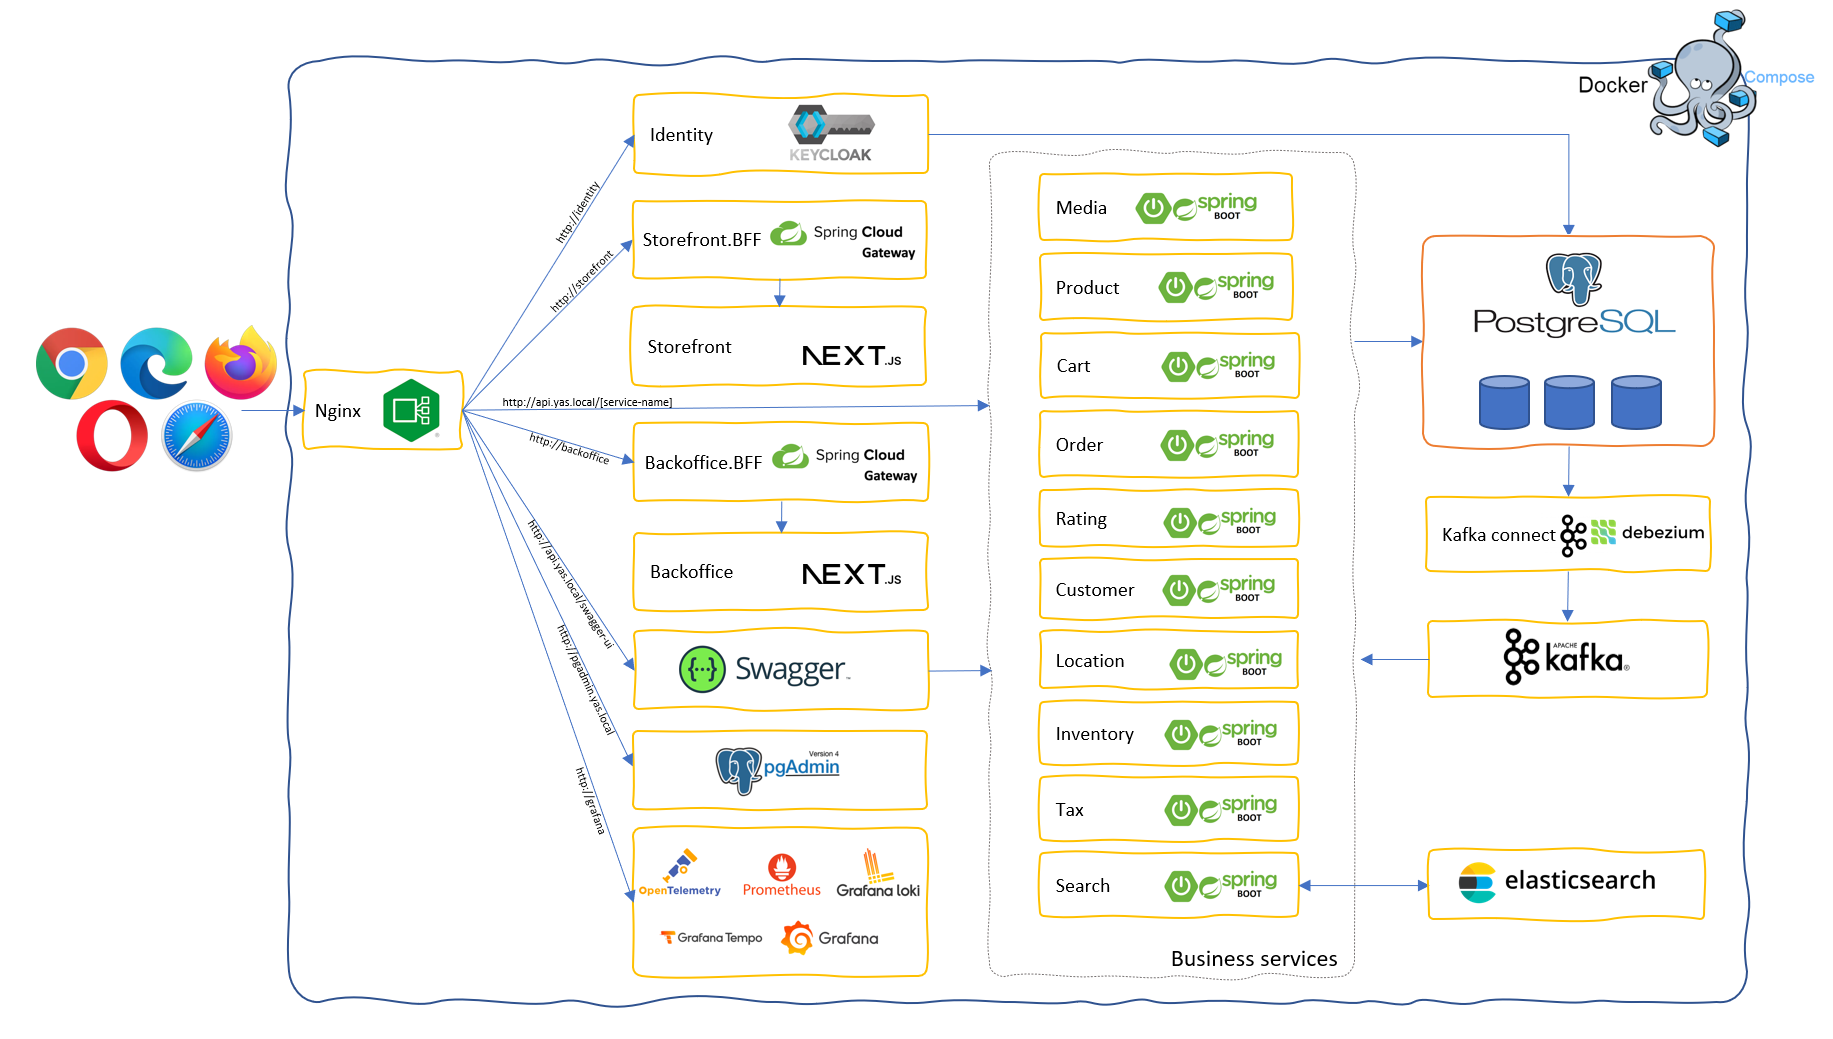 Docker
Compose
Identity
KEYCLOAK
http://identity
Storefront.BFF
Spring Cloud
Gateway
http://storefront
Storefront
NEXT.JS
Nginx
http://api.yas.local/[service-name]
http://backoffice
Backoffice.BFF
Spring Cloud
Gateway
Backoffice
NEXT.JS
http://api.yas.local/swagger-ui
Swagger
http://pgadmin.yas.local
Version 4
pgAdmin
http://grafana
OpenTelemetry
Prometheus
Grafana loki
Grafana Tempo
Grafana
Media
spring
BOOT
Product
spring
BOOT
Cart
spring
BOOT
Order
spring
BOOT
Rating
spring
BOOT
Customer
spring
BOOT
Location
spring
BOOT
Inventory
spring
BOOT
Tax
spring
BOOT
Search
spring
BOOT
Business services
PostgreSQL
Kafka connect
debezium
APACHE
kafka®
elasticsearch